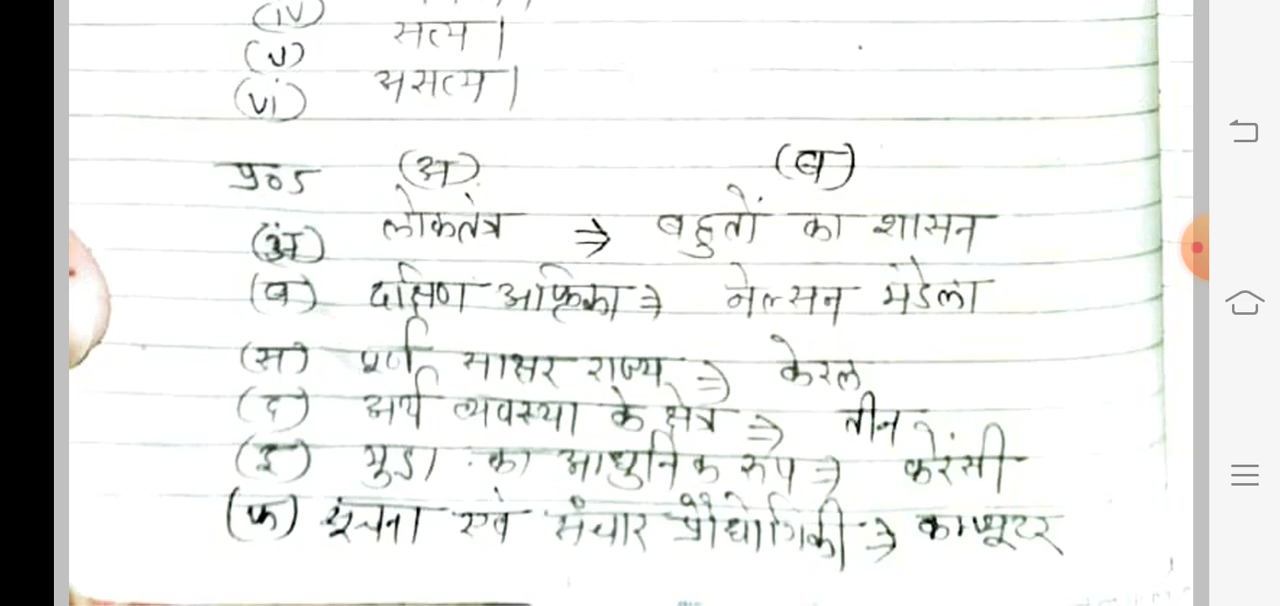 (iv)
(v) सत्य।
(vi) असत्य।
प्र०5 (अ) (ब)
(अ) लोकतंत्र ⇒ बहुतों का शासन
(ब) दक्षिण अफ्रिका ⇒ नेल्सन मंडेला
(स) पूर्ण साक्षर राज्य ⇒ केरल
(द) अर्थ व्यवस्था के क्षेत्र ⇒ तीन
(इ) मुद्रा का आधुनिक रूप ⇒ करेंसी
(फ) सूचना एवं संचार प्रौद्योगिकी ⇒ कम्प्यूटर